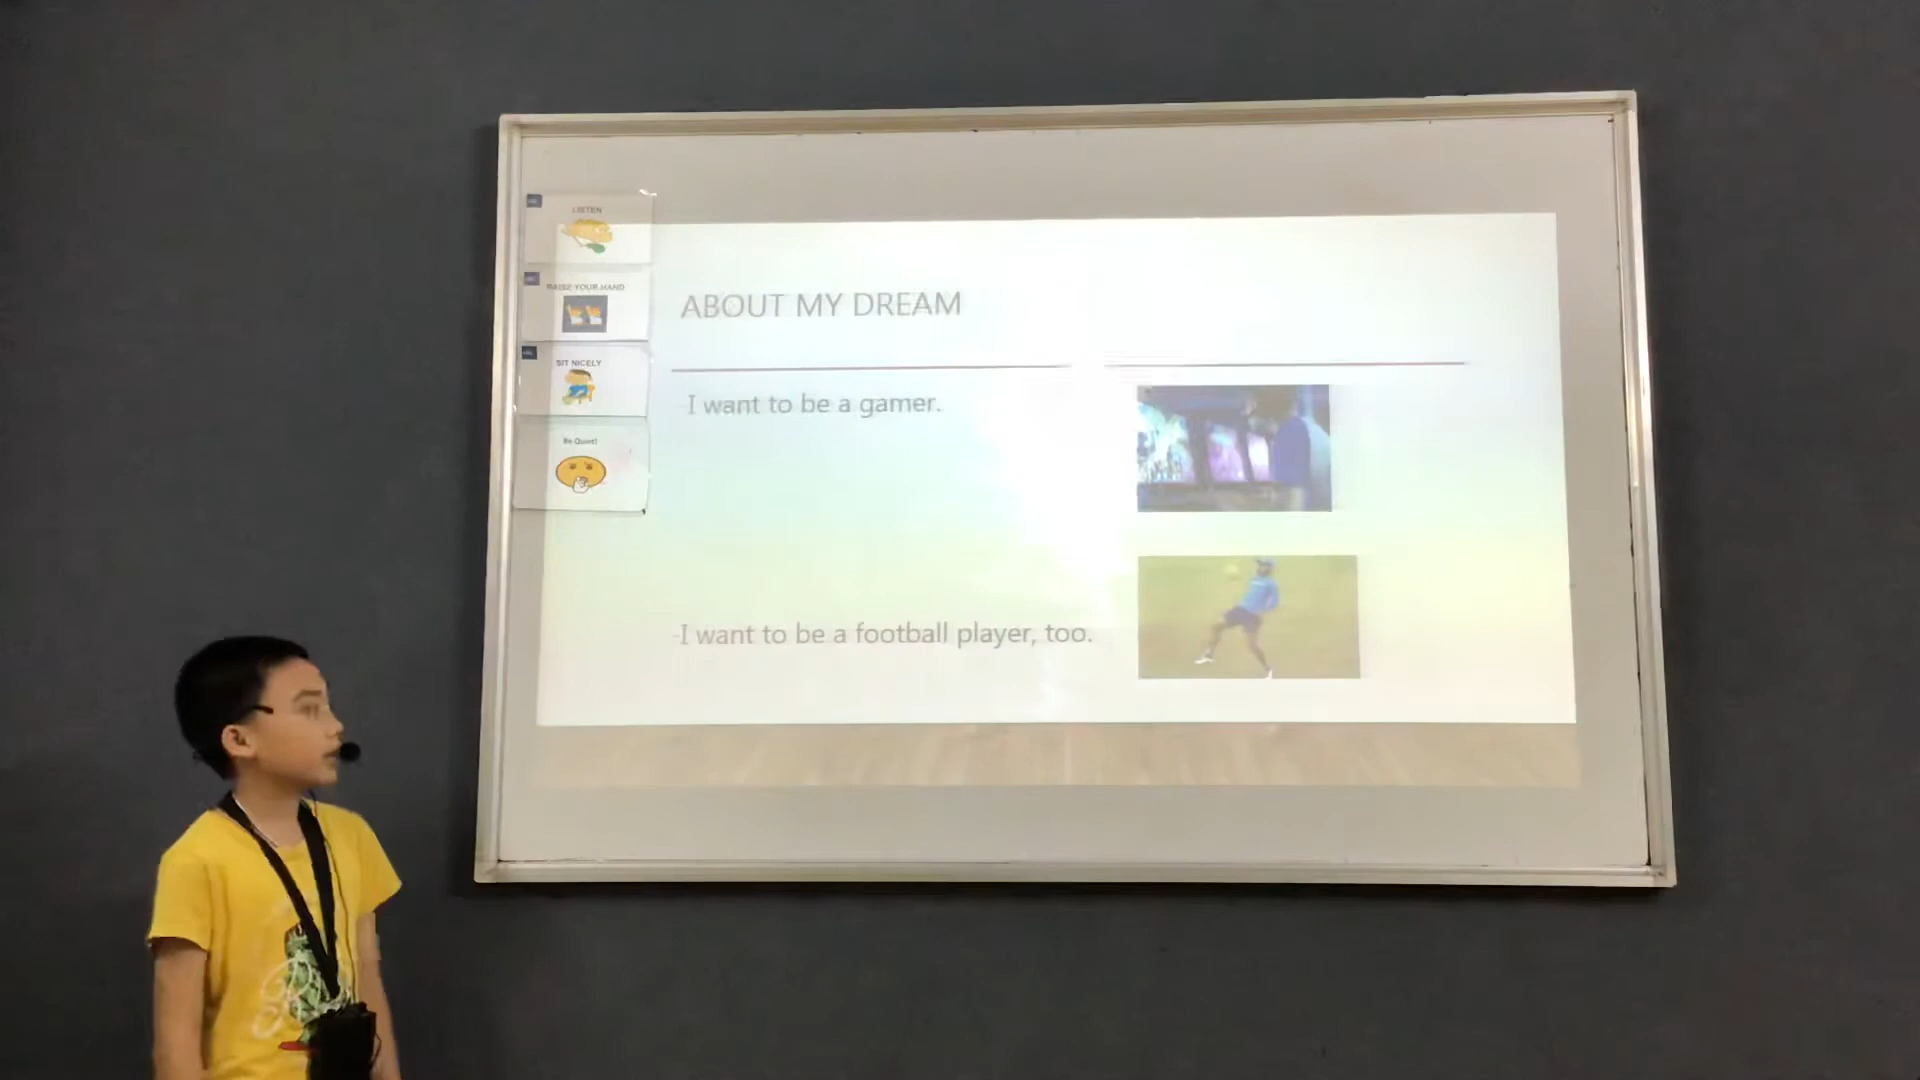 LISTEN
RAISE YOUR HAND
SIT NICELY
Be Quiet!
ABOUT MY DREAM
-I want to be a gamer.
-I want to be a football player, too.